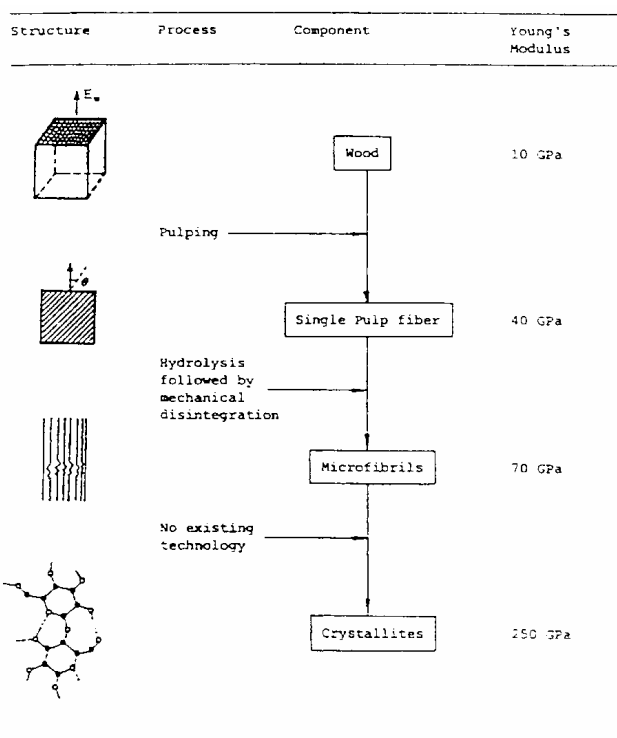 Structure Process Component Young's
Modulus
E
Wood 10 GPa
Pulping
θ
Single Pulp fiber 40 GPa
Hydrolysis
followed by
mechanical
disintegration
Microfibrils 70 GPa
No existing
technology
Crystallites 250 GPa